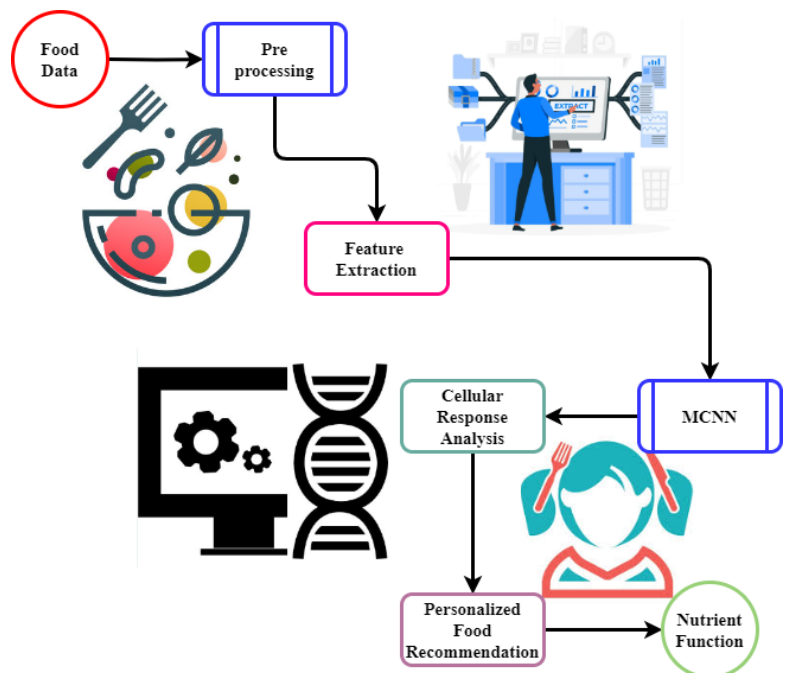 Food
Data
Pre
processing
EXTRACT
Feature
Extraction
MCNN
Cellular
Response
Analysis
Personalized
Food
Recommendation
Nutrient
Function